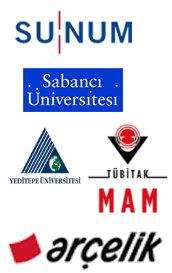 SUNUM
Sabancı
Üniversitesi
YEDİTEPE ÜNİVERSİTESİ
TÜBİTAK
MAM
arçelik